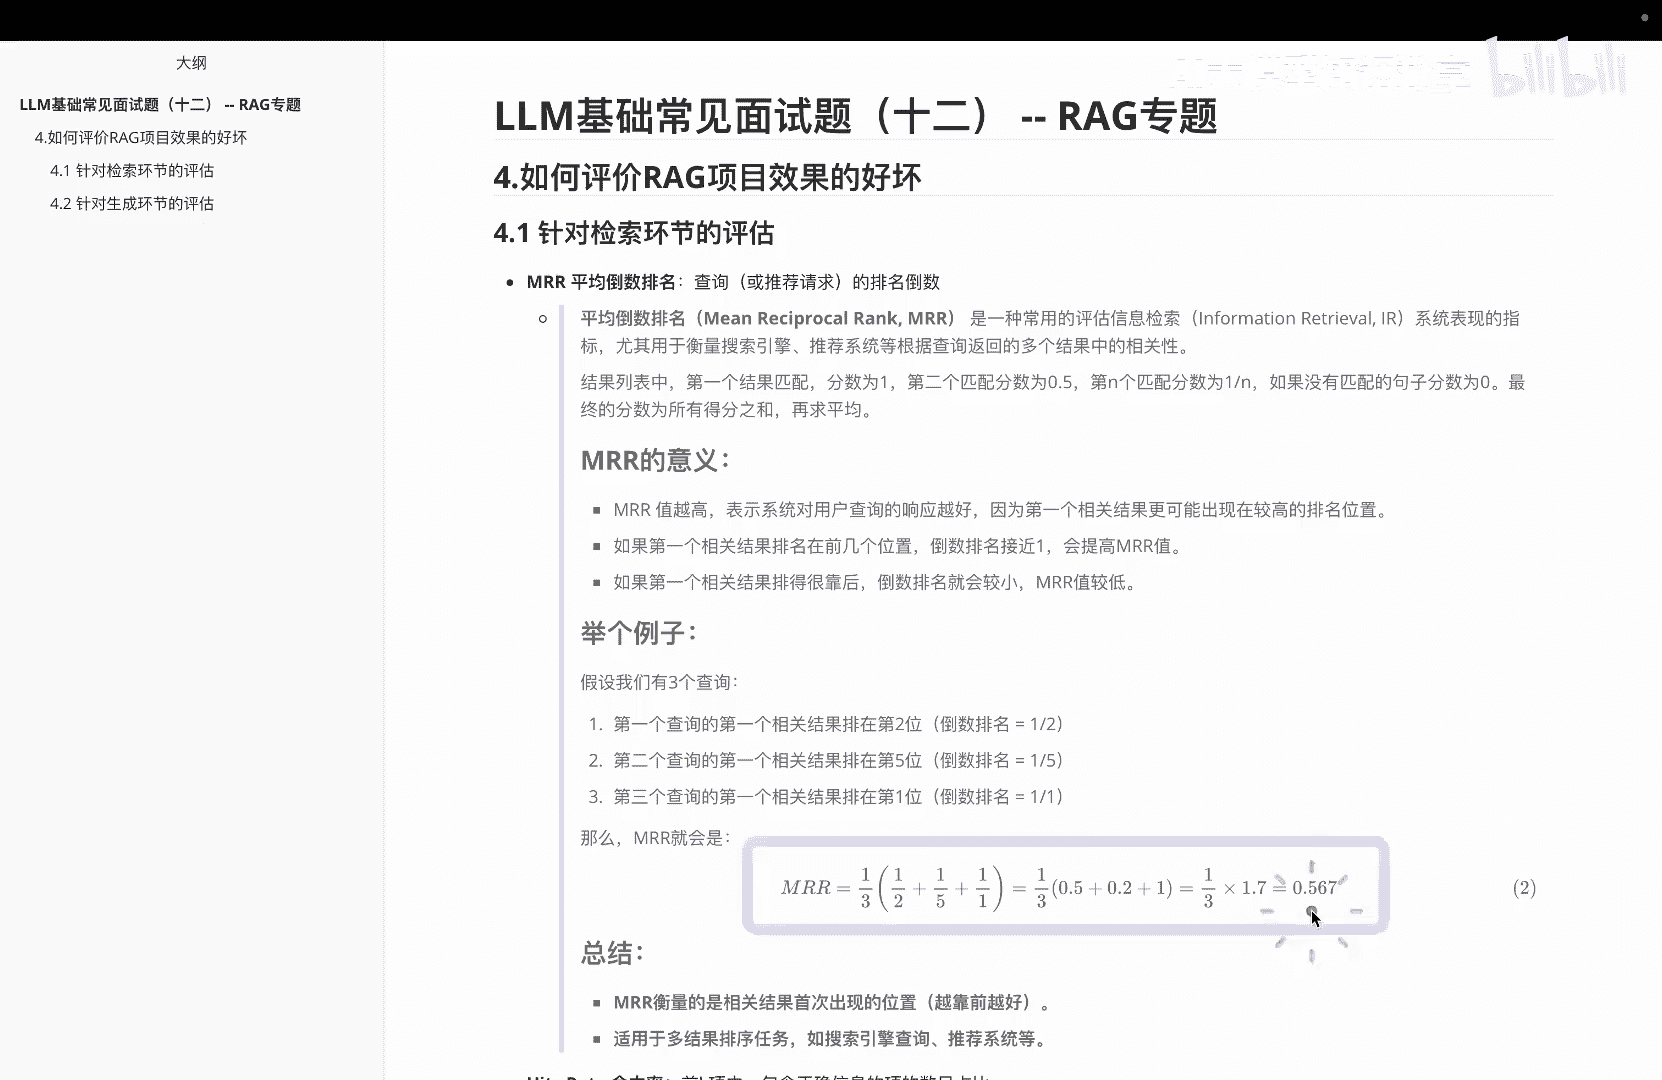 大纲
LLM基础常见面试题（十二） -- RAG专题
4.如何评价RAG项目效果的好坏
4.1 针对检索环节的评估
4.2 针对生成环节的评估
bilibili
LLM基础常见面试题（十二） -- RAG专题
4.如何评价RAG项目效果的好坏
4.1 针对检索环节的评估
MRR 平均倒数排名：查询（或推荐请求）的排名倒数
平均倒数排名（Mean Reciprocal Rank, MRR） 是一种常用的评估信息检索（Information Retrieval, IR）系统表现的指
标，尤其用于衡量搜索引擎、推荐系统等根据查询返回的多个结果中的相关性。
结果列表中，第一个结果匹配，分数为1，第二个匹配分数为0.5，第n个匹配分数为1/n，如果没有匹配的句子分数为0。最
终的分数为所有得分之和，再求平均。
MRR的意义：
MRR 值越高，表示系统对用户查询的响应越好，因为第一个相关结果更可能出现在较高的排名位置。
如果第一个相关结果排名在前几个位置，倒数排名接近1，会提高MRR值。
如果第一个相关结果排得很靠后，倒数排名就会较小，MRR值较低。
举个例子：
假设我们有3个查询：
1. 第一个查询的第一个相关结果排在第2位（倒数排名 = 1/2）
2. 第二个查询的第一个相关结果排在第5位（倒数排名 = 1/5）
3. 第三个查询的第一个相关结果排在第1位（倒数排名 = 1/1）
那么，MRR就会是：
MRR = 1/3 (1/2 + 1/5 + 1/1) = 1/3 (0.5 + 0.2 + 1) = 1/3 × 1.7 = 0.567 (2)
总结：
MRR衡量的是相关结果首次出现的位置（越靠前越好）。
适用于多结果排序任务，如搜索引擎查询、推荐系统等。